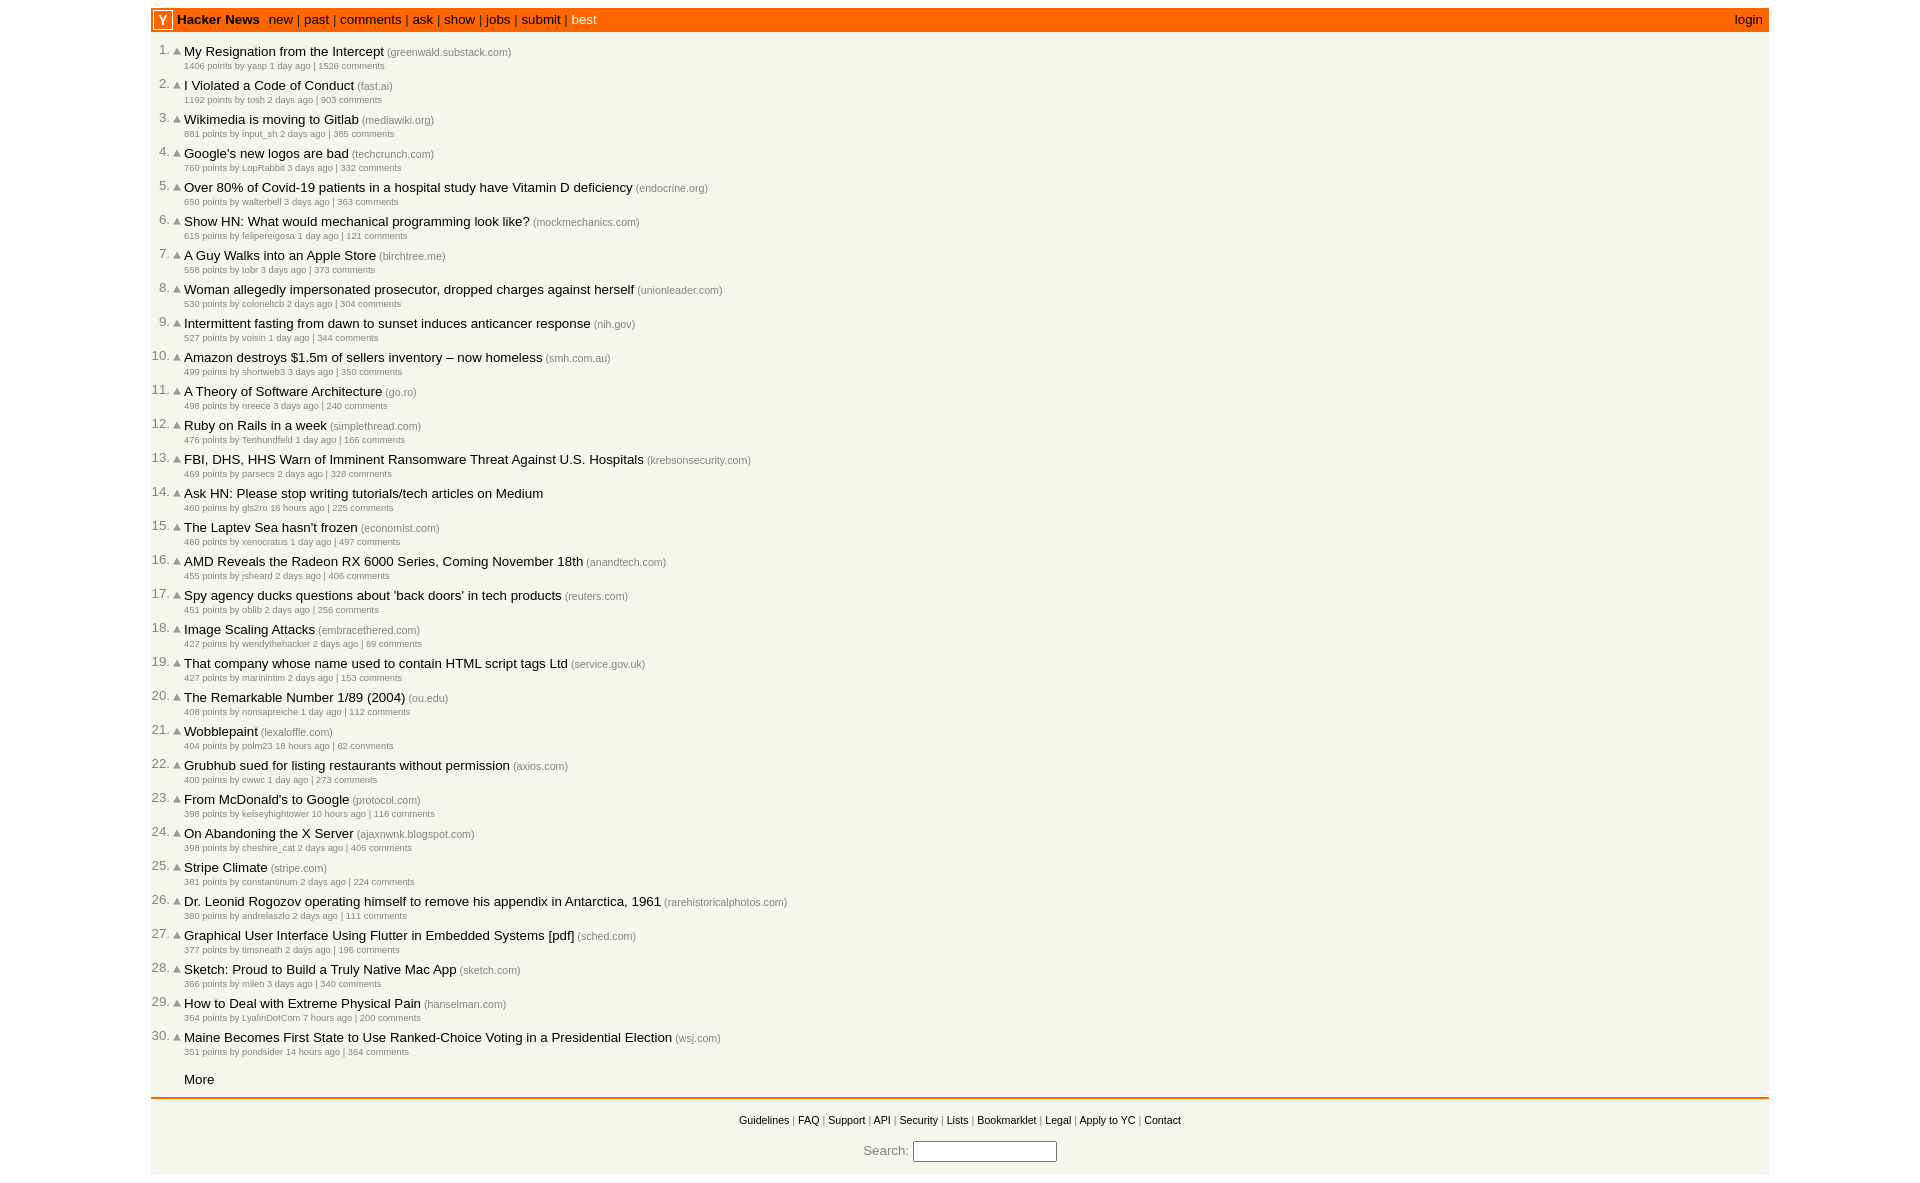 Y Hacker News new | past | comments | ask | show | jobs | submit | best login
1. My Resignation from the Intercept (greenwald.substack.com)
1406 points by yasp 1 day ago | 1526 comments
2. I Violated a Code of Conduct (fast.ai)
1192 points by tosh 2 days ago | 903 comments
3. Wikimedia is moving to Gitlab (mediawiki.org)
881 points by input_sh 2 days ago | 385 comments
4. Google's new logos are bad (techcrunch.com)
760 points by LopRabbit 3 days ago | 332 comments
5. Over 80% of Covid-19 patients in a hospital study have Vitamin D deficiency (endocrine.org)
650 points by walterbell 3 days ago | 363 comments
6. Show HN: What would mechanical programming look like? (mockmechanics.com)
615 points by felipereigosa 1 day ago | 121 comments
7. A Guy Walks into an Apple Store (birchtree.me)
558 points by tobr 3 days ago | 373 comments
8. Woman allegedly impersonated prosecutor, dropped charges against herself (unionleader.com)
530 points by coloneltcb 2 days ago | 304 comments
9. Intermittent fasting from dawn to sunset induces anticancer response (nih.gov)
527 points by voisin 1 day ago | 344 comments
10. Amazon destroys $1.5m of sellers inventory – now homeless (smh.com.au)
499 points by shortweb3 3 days ago | 350 comments
11. A Theory of Software Architecture (go.ro)
498 points by nreece 3 days ago | 240 comments
12. Ruby on Rails in a week (simplethread.com)
476 points by Tenhundfeld 1 day ago | 166 comments
13. FBI, DHS, HHS Warn of Imminent Ransomware Threat Against U.S. Hospitals (krebsonsecurity.com)
469 points by parsecs 2 days ago | 328 comments
14. Ask HN: Please stop writing tutorials/tech articles on Medium
460 points by gls2ro 16 hours ago | 225 comments
15. The Laptev Sea hasn't frozen (economist.com)
460 points by xenocratus 1 day ago | 497 comments
16. AMD Reveals the Radeon RX 6000 Series, Coming November 18th (anandtech.com)
455 points by jsheard 2 days ago | 406 comments
17. Spy agency ducks questions about 'back doors' in tech products (reuters.com)
451 points by oblib 2 days ago | 256 comments
18. Image Scaling Attacks (embracethered.com)
427 points by wendythehacker 2 days ago | 69 comments
19. That company whose name used to contain HTML script tags Ltd (service.gov.uk)
427 points by marinintim 2 days ago | 153 comments
20. The Remarkable Number 1/89 (2004) (ou.edu)
408 points by nonsapreiche 1 day ago | 112 comments
21. Wobblepaint (lexaloffle.com)
404 points by polm23 18 hours ago | 62 comments
22. Grubhub sued for listing restaurants without permission (axios.com)
400 points by cwwc 1 day ago | 273 comments
23. From McDonald's to Google (protocol.com)
398 points by kelseyhightower 10 hours ago | 116 comments
24. On Abandoning the X Server (ajaxnwnk.blogspot.com)
398 points by cheshire_cat 2 days ago | 405 comments
25. Stripe Climate (stripe.com)
381 points by constantinum 2 days ago | 224 comments
26. Dr. Leonid Rogozov operating himself to remove his appendix in Antarctica, 1961 (rarehistoricalphotos.com)
380 points by andrelaszlo 2 days ago | 111 comments
27. Graphical User Interface Using Flutter in Embedded Systems [pdf] (sched.com)
377 points by timsneath 2 days ago | 196 comments
28. Sketch: Proud to Build a Truly Native Mac App (sketch.com)
366 points by milen 3 days ago | 340 comments
29. How to Deal with Extreme Physical Pain (hanselman.com)
354 points by LyalinDotCom 7 hours ago | 200 comments
30. Maine Becomes First State to Use Ranked-Choice Voting in a Presidential Election (wsj.com)
351 points by pondsider 14 hours ago | 364 comments
More
Guidelines | FAQ | Support | API | Security | Lists | Bookmarklet | Legal | Apply to YC | Contact
Search: